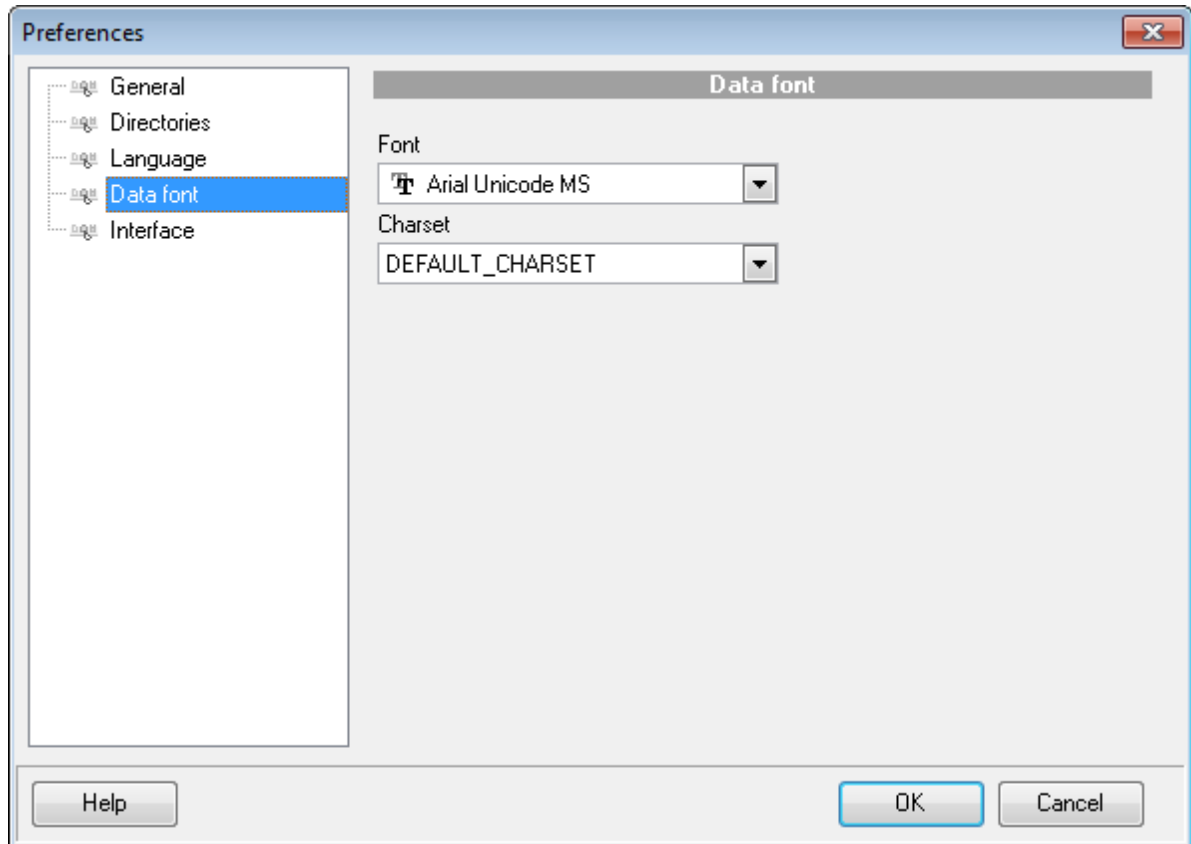 Preferences
General
Directories
Language
Data font
Interface
Data font
Font
Arial Unicode MS
Charset
DEFAULT_CHARSET
Help
OK
Cancel